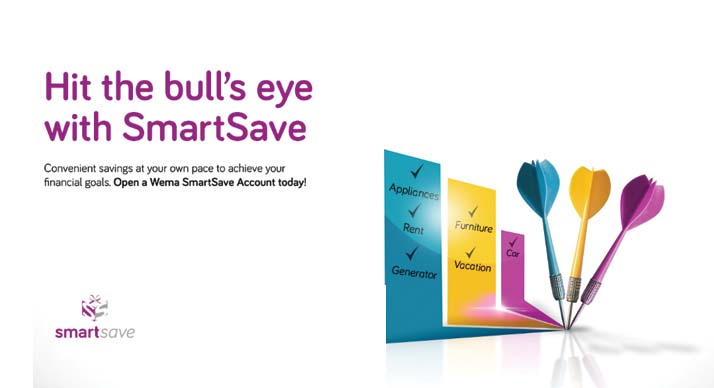 Hit the bull's eye
with SmartSave
Convenient savings at your own pace to achieve your
financial goals. Open a Wema SmartSave Account today!
Appliances
Rent
Generator
Furniture
Vacation
Car
smartsave